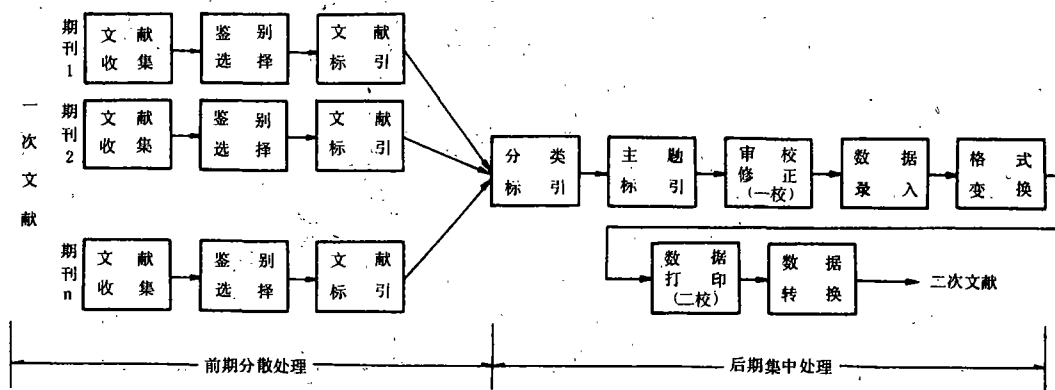 一次文献
期刊1
文献
收集
鉴别
选择
文献
标引
期刊2
文献
收集
鉴别
选择
文献
标引
期刊n
文献
收集
鉴别
选择
文献
标引
分类
标引
主题
标引
审校
修正
(一校)
数据
录入
格式
变换
数据
打印
(二校)
数据
转换
二次文献
前期分散处理
后期集中处理